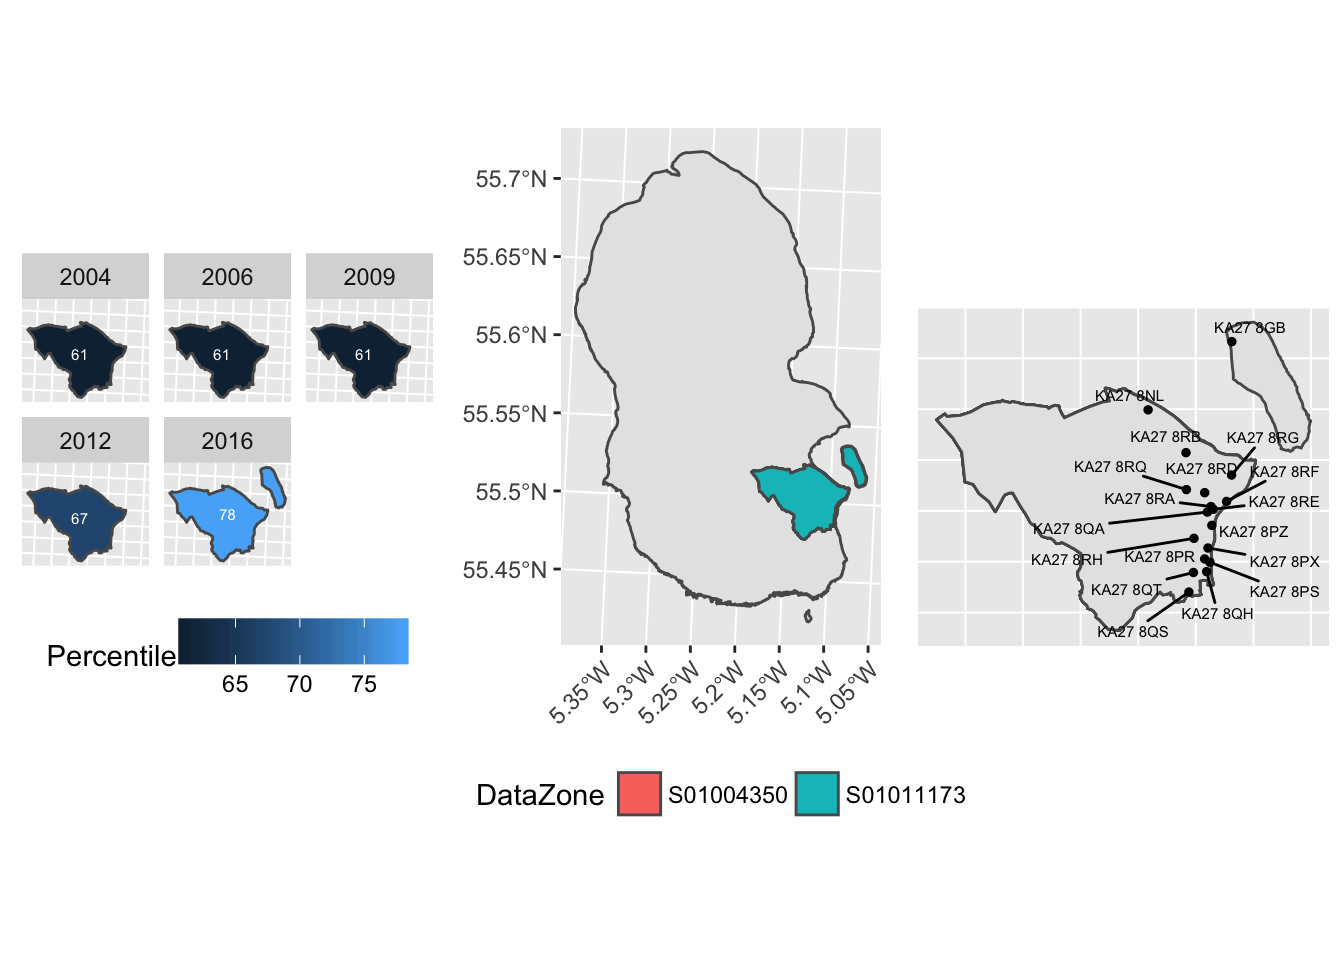 2004
2006
2009
61
61
61
2012
2016
67
78
Percentile
65
70
75
55.7°N
55.65°N
55.6°N
55.55°N
55.5°N
55.45°N
5.35°W
5.3°W
5.25°W
5.2°W
5.15°W
5.1°W
5.05°W
DataZone
S01004350
S01011173
KA27 8GB
KA27 8NL
KA27 8RB
KA27 8RG
KA27 8RQ
KA27 8RD
KA27 8RF
KA27 8RA
KA27 8RE
KA27 8QA
KA27 8PZ
KA27 8RH
KA27 8PR
KA27 8PX
KA27 8QT
KA27 8PS
KA27 8QH
KA27 8QS